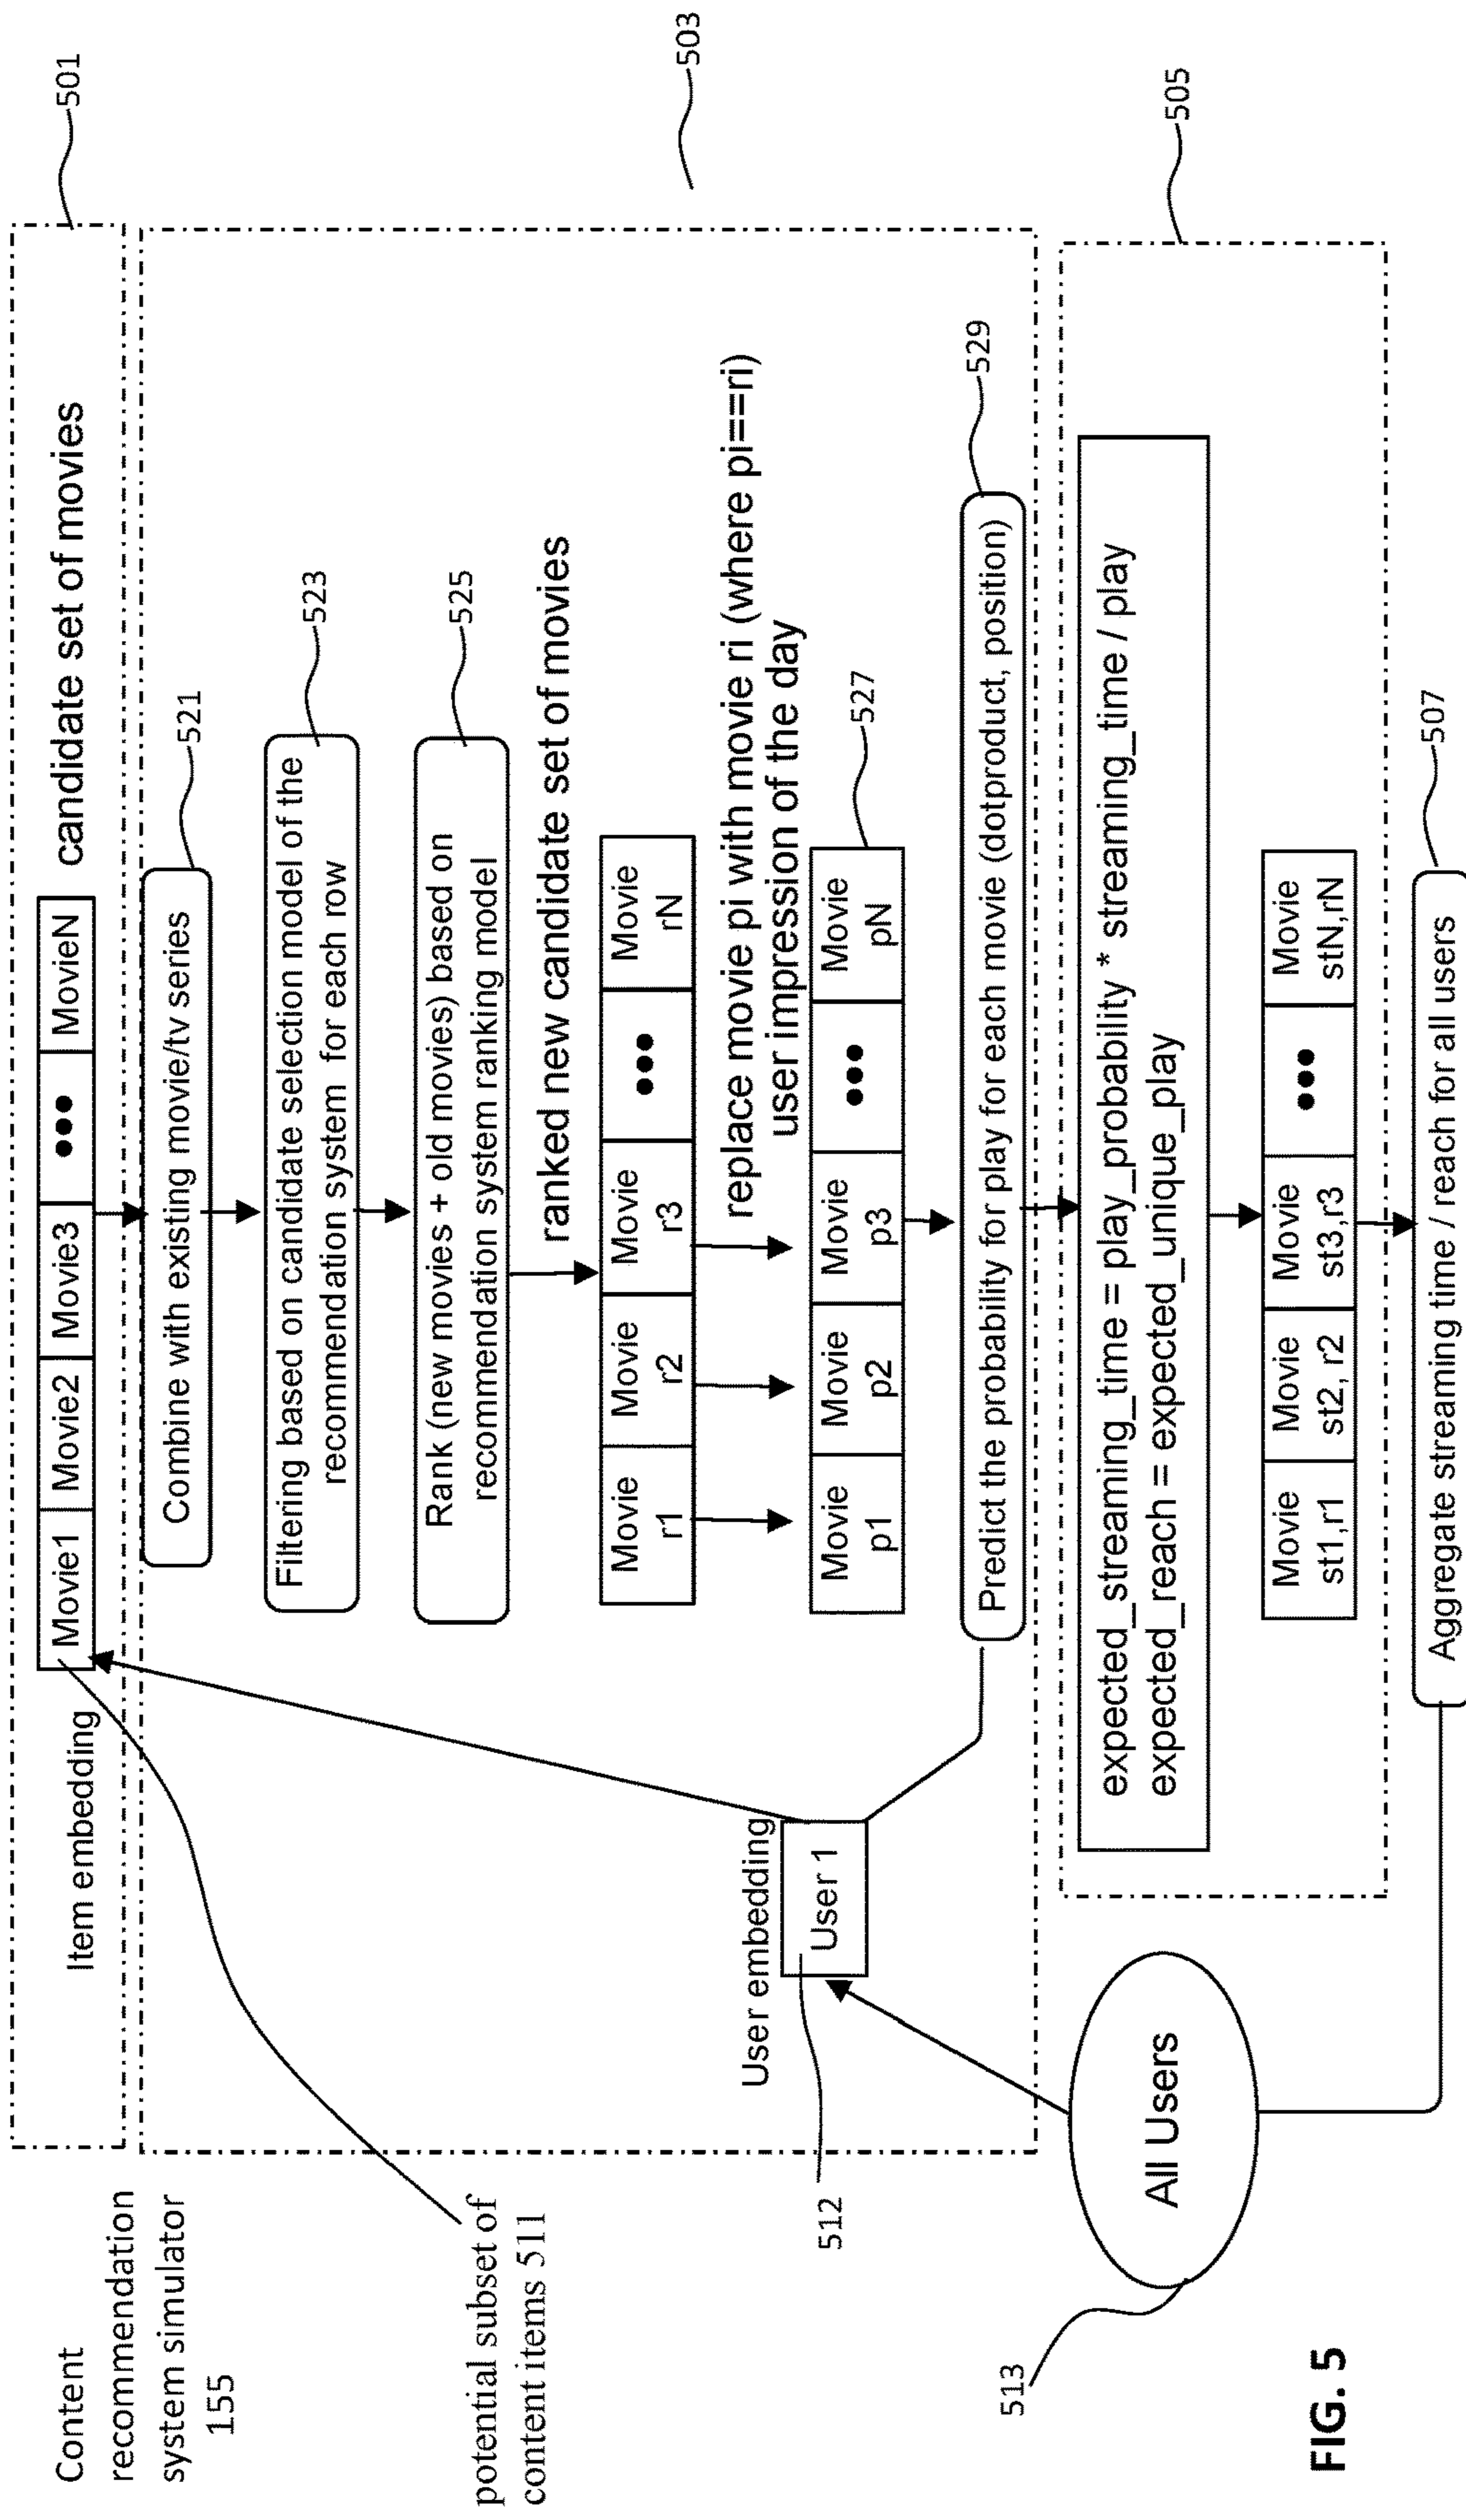 Content
recommendation
system simulator
155
potential subset of
content items 511
Item embedding
Movie1
Movie2
Movie3
●●●
MovieN
candidate set of movies
501
Combine with existing movie/tv series
521
Filtering based on candidate selection model of the
recommendation system for each row
523
Rank (new movies + old movies) based on
recommendation system ranking model
525
ranked new candidate set of movies
503
Movie
r1
Movie
r2
Movie
r3
●●●
Movie
rN
replace movie pi with movie ri (where pi==ri)
user impression of the day
Movie
p1
Movie
p2
Movie
p3
●●●
Movie
pN
527
User embedding
User 1
512
Predict the probability for play for each movie (dotproduct, position)
529
expected_streaming_time = play_probability * streaming_time / play
expected_reach = expected_unique_play
505
All Users
513
Movie
st1,r1
Movie
st2, r2
Movie
st3,r3
●●●
Movie
stN,rN
Aggregate streaming time / reach for all users
507
FIG. 5